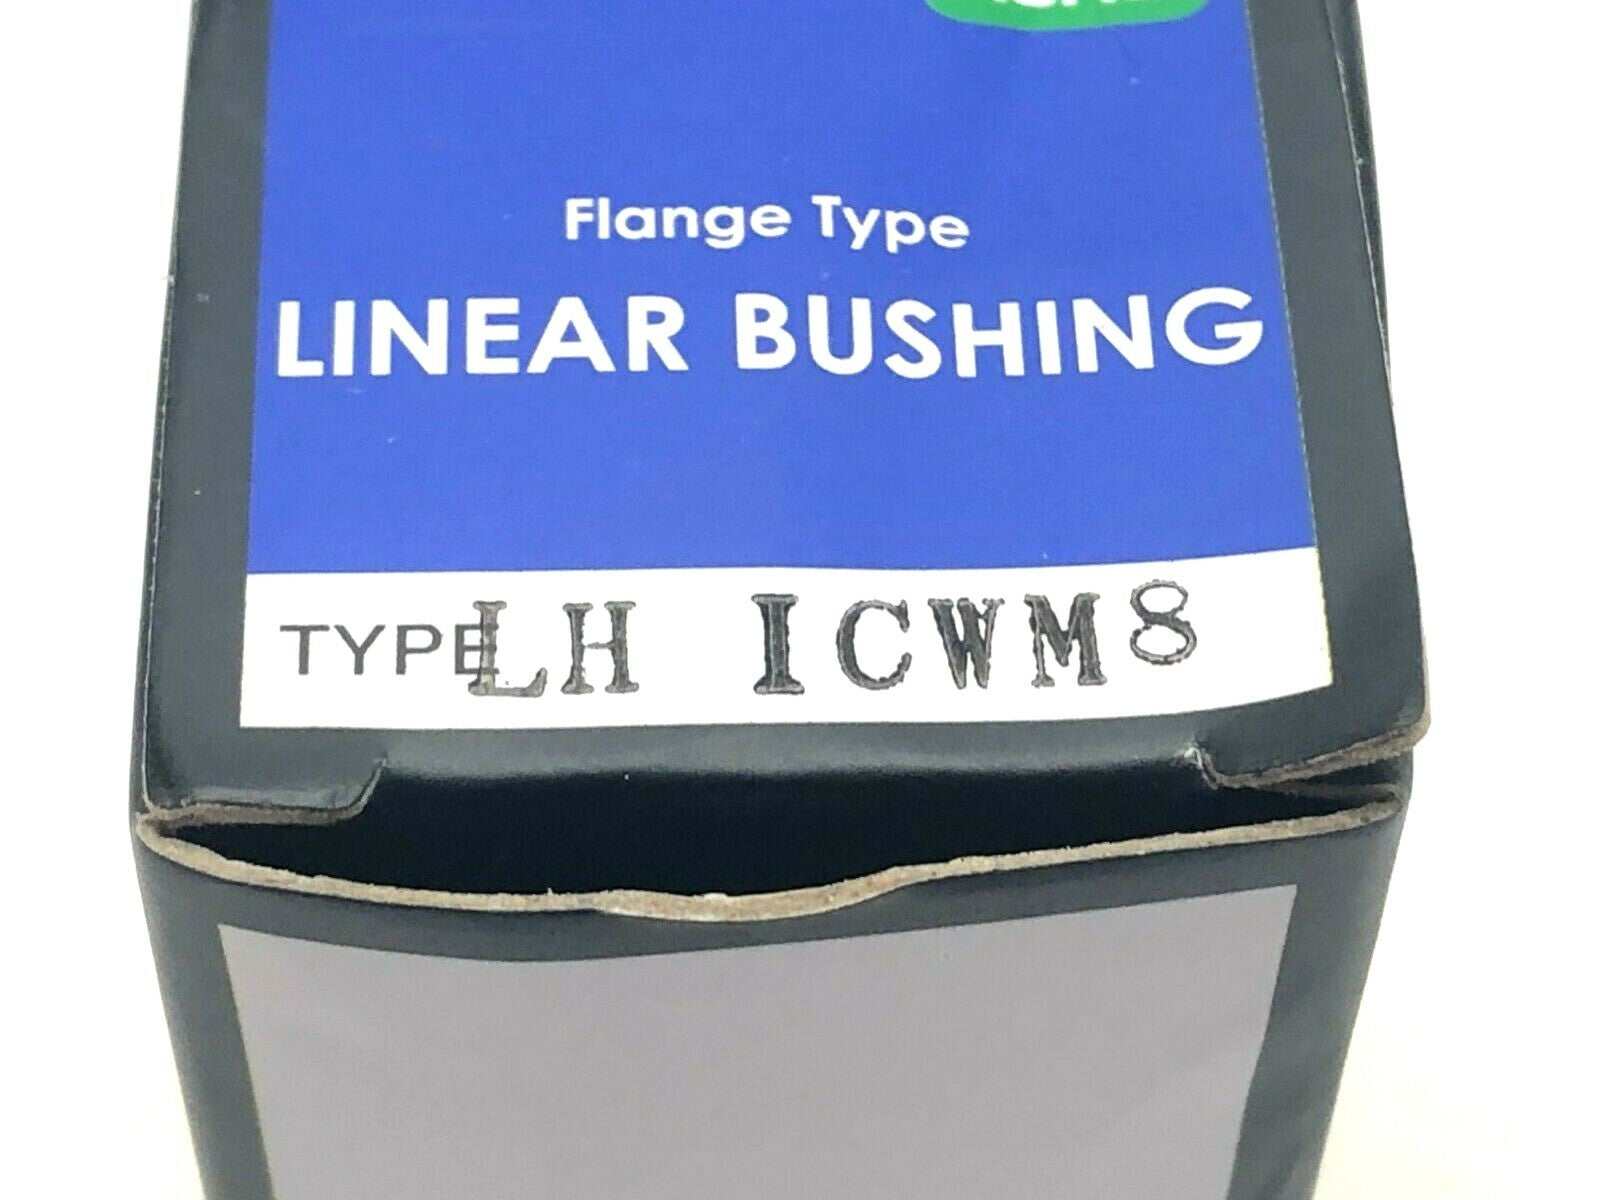 Flange Type
LINEAR BUSHING
TYPE LH ICWM8